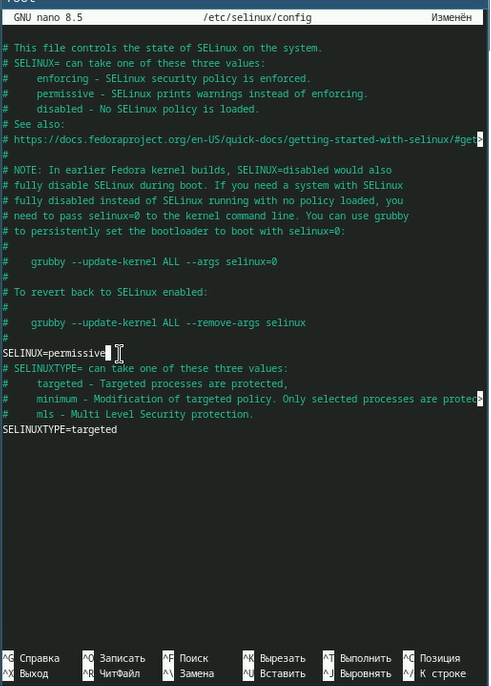 GNU nano 8.5 /etc/selinux/config Изменён
# This file controls the state of SELinux on the system.
# SELINUX= can take one of these three values:
#     enforcing - SELinux security policy is enforced.
#     permissive - SELinux prints warnings instead of enforcing.
#     disabled - No SELinux policy is loaded.
# See also:
# https://docs.fedoraproject.org/en-US/quick-docs/getting-started-with-selinux/#get>
#
# NOTE: In earlier Fedora kernel builds, SELINUX=disabled would also
# fully disable SELinux during boot. If you need a system with SELinux
# fully disabled instead of SELinux running with no policy loaded, you
# need to pass selinux=0 to the kernel command line. You can use grubby
# to persistently set the bootloader to boot with selinux=0:
#
#    grubby --update-kernel ALL --args selinux=0
#
# To revert back to SELinux enabled:
#
#    grubby --update-kernel ALL --remove-args selinux
#
SELINUX=permissive
# SELINUXTYPE= can take one of these three values:
#     targeted - Targeted processes are protected,
#     minimum - Modification of targeted policy. Only selected processes are protec>
#     mls - Multi Level Security protection.
SELINUXTYPE=targeted
^G Справка ^O Записать ^F Поиск ^K Вырезать ^T Выполнить ^C Позиция
^X Выход ^R ЧитФайл ^\ Замена ^U Вставить ^J Выровнять ^/ К строке